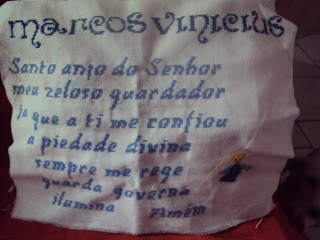 Marcos Vinicius
Santo anjo do Senhor
meu zeloso guardador
ja que a ti me confiou
a piedade divina
sempre me rege
guarda governa
ilumina Amém